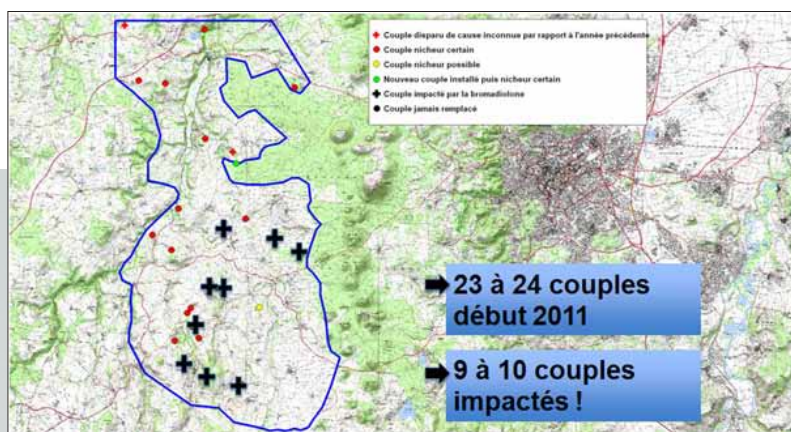 Couple disparu de cause inconnue par rapport à l'année précédente
Couple nicheur certain
Couple nicheur possible
Nouveau couple installé puis nicheur certain
Couple impacté par la bromadiolone
Couple jamais remplacé
23 à 24 couples
début 2011
9 à 10 couples
impactés !